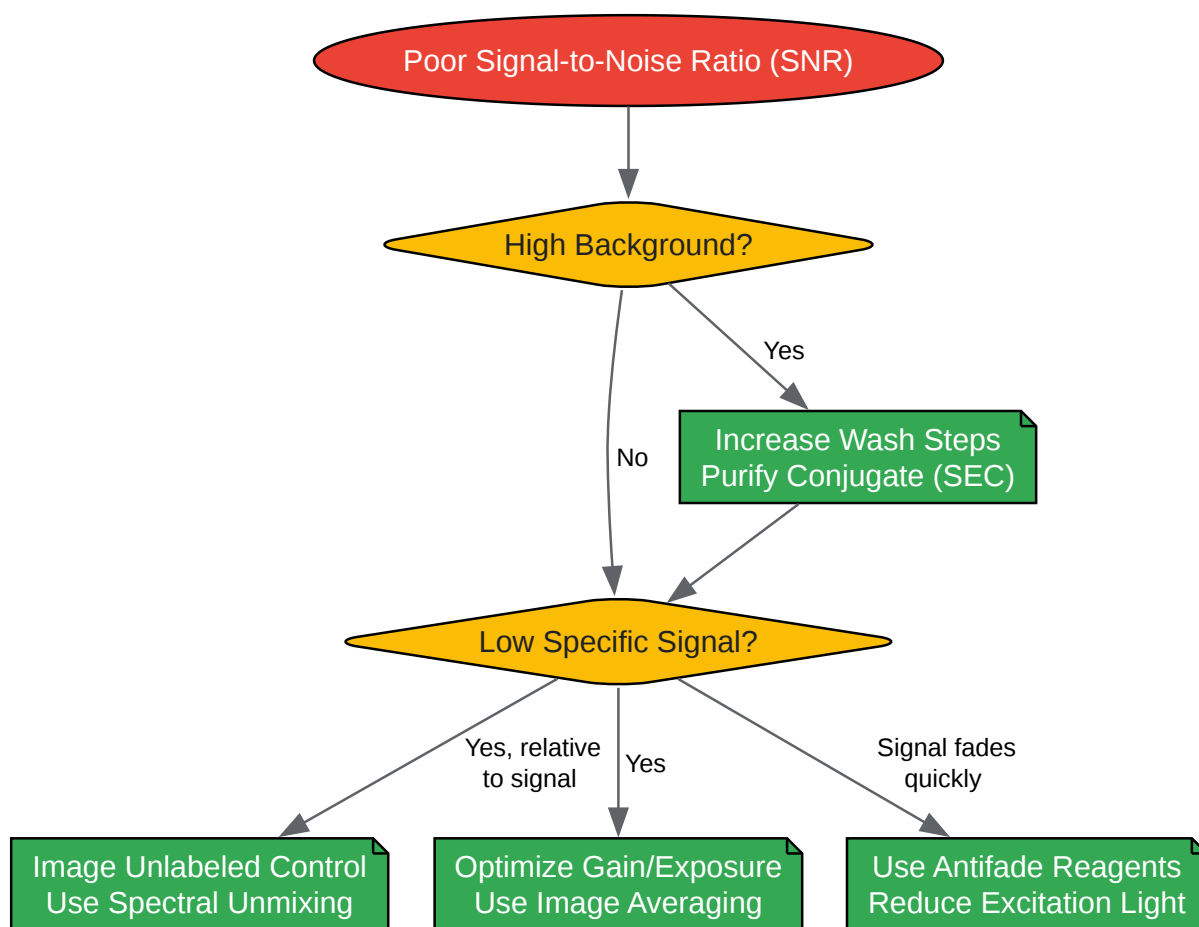 Poor Signal-to-Noise Ratio (SNR)
High Background?
Yes
Increase Wash Steps
Purify Conjugate (SEC)
No
Low Specific Signal?
Yes, relative
to signal
Yes
Signal fades
quickly
Image Unlabeled Control
Use Spectral Unmixing
Optimize Gain/Exposure
Use Image Averaging
Use Antifade Reagents
Reduce Excitation Light